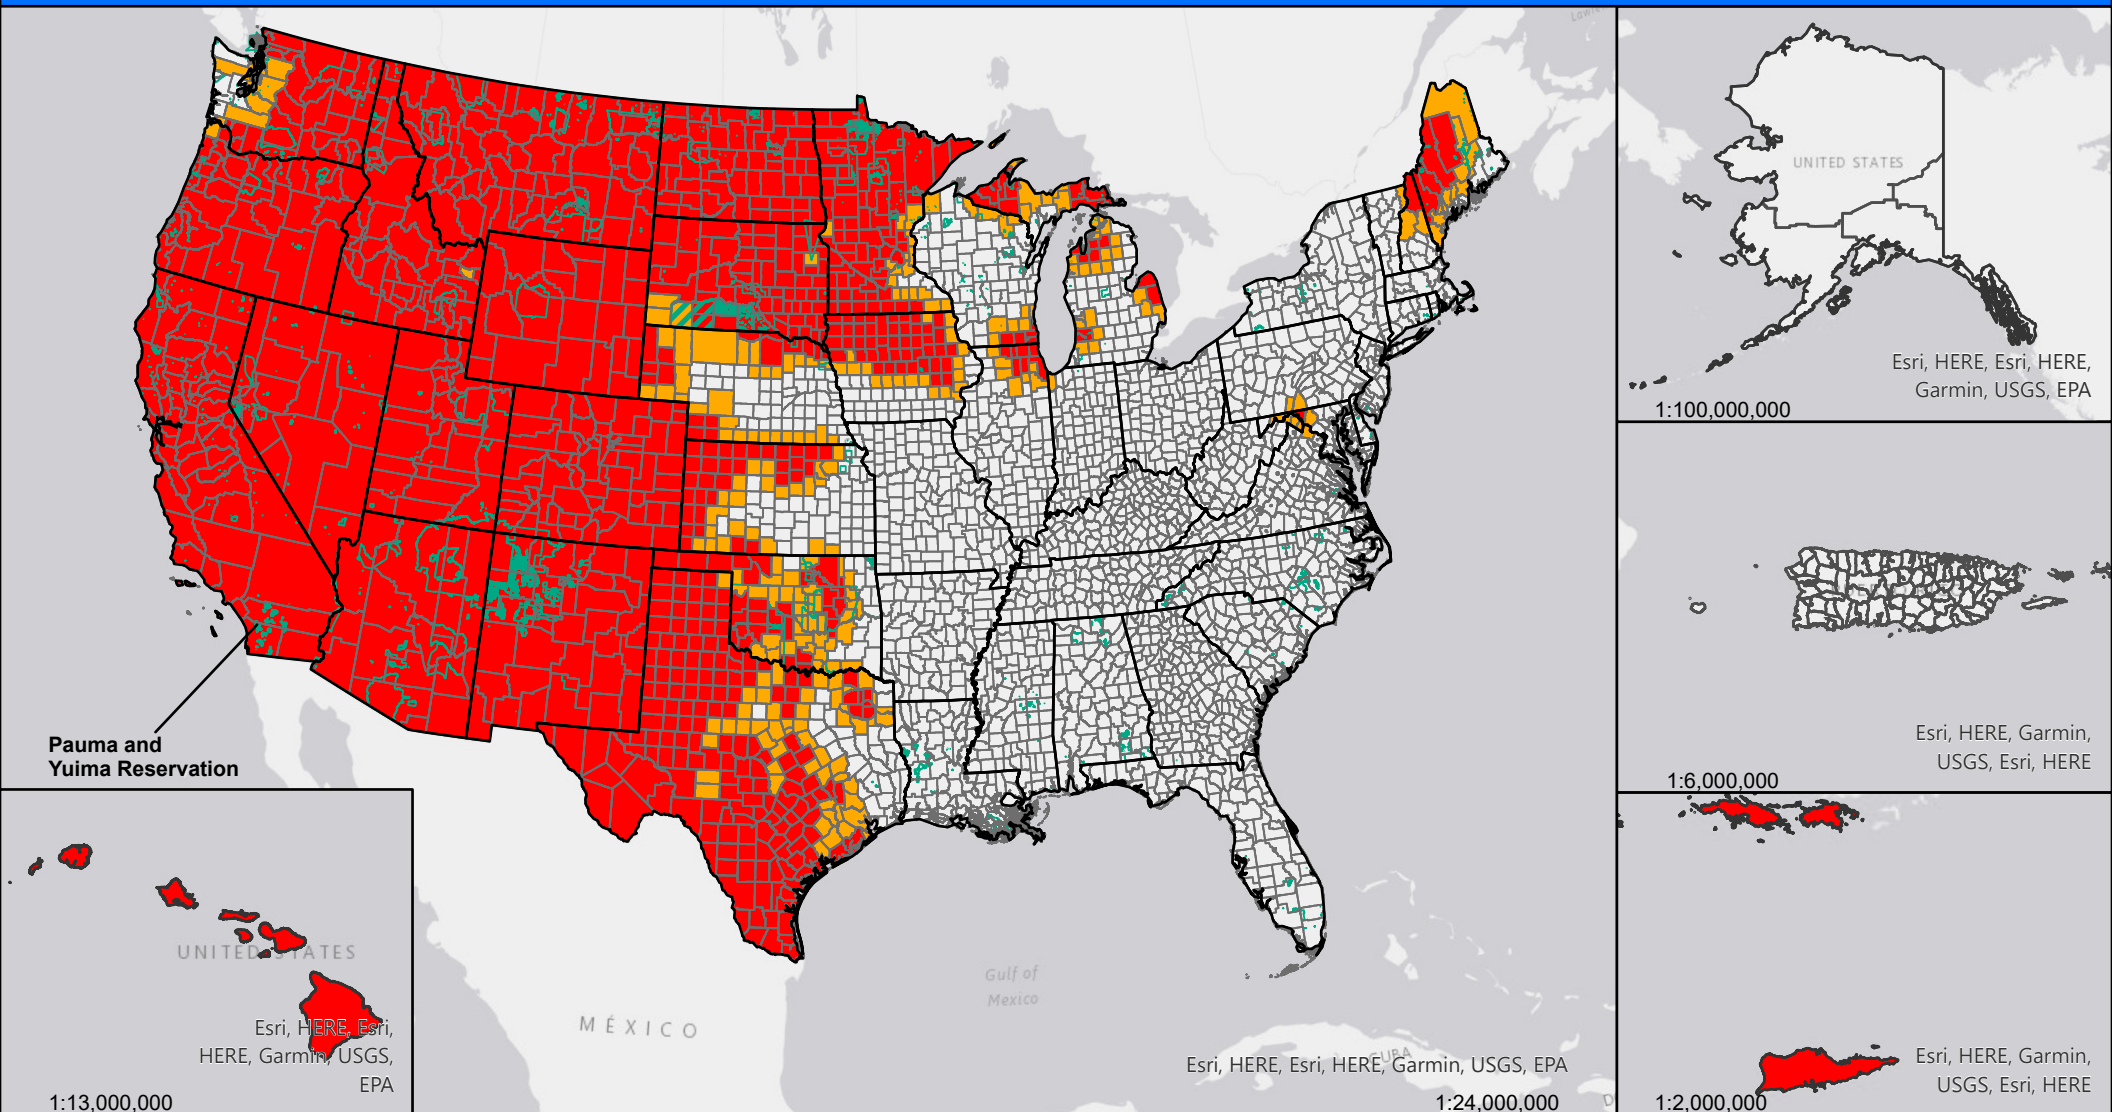 UNITED STATES
Esri, HERE, Esri, HERE,
Garmin, USGS, EPA
1:100,000,000
Esri, HERE, Garmin,
USGS, Esri, HERE
1:6,000,000
Pauma and
Yuima Reservation
UNITED STATES
Esri, HERE, Esri,
HERE, Garmin, USGS,
EPA
1:13,000,000
MÉXICO
Gulf of
Mexico
CUBA
Esri, HERE, Esri, HERE, Garmin, USGS, EPA
1:24,000,000
Esri, HERE, Garmin,
USGS, Esri, HERE
1:2,000,000